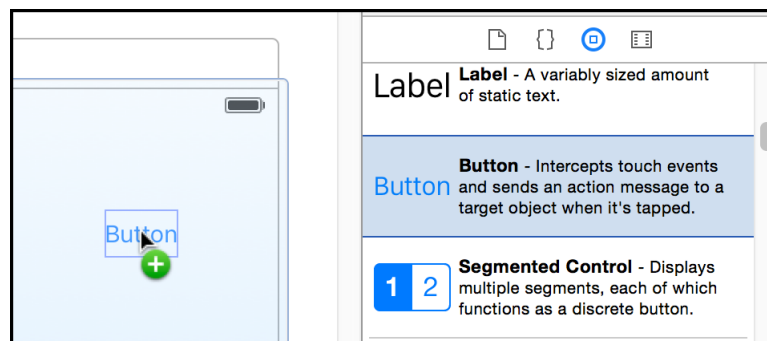 Label
Label - A variably sized amount
of static text.
Button
Button
Button - Intercepts touch events
and sends an action message to a
target object when it's tapped.
1 2
Segmented Control - Displays
multiple segments, each of which
functions as a discrete button.